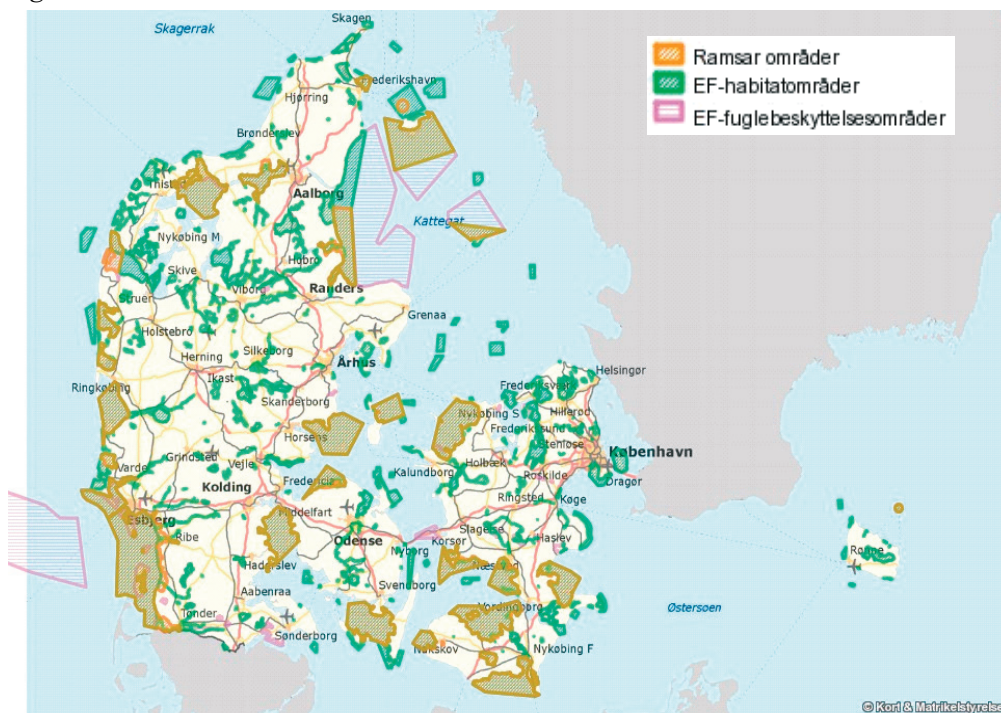 Skagerrak
Skagen
Ramsar områder
EF-habitatområder
EF-fuglebeskyttelsesområder
Frederikshavn
Hjørring
Brønderslev
Aalborg
Kattegat
Nykøbing M
Hobro
Skive
Viborg
Randers
Struer
Grenaa
Holstebro
Silkeborg
Århus
Herning
Ikast
Helsingør
Ringkøbing
Skanderborg
Nykøbing S
Hillerød
Frederikssund
Stenløse
Horsens
København
Grindsted
Vejle
Kalundborg
Holbæk
Roskilde
Dragør
Varde
Kolding
Fredericia
Ringsted
Køge
Esbjerg
Middelfart
Slagelse
Ribe
Odense
Nyborg
Korsør
Haslev
Rønne
Haderslev
Næstved
Svendborg
Aabenraa
Vordingborg
Østersøen
Tønder
Sønderborg
Nakskov
Nykøbing F
© Kort & Matrikelstyrelse